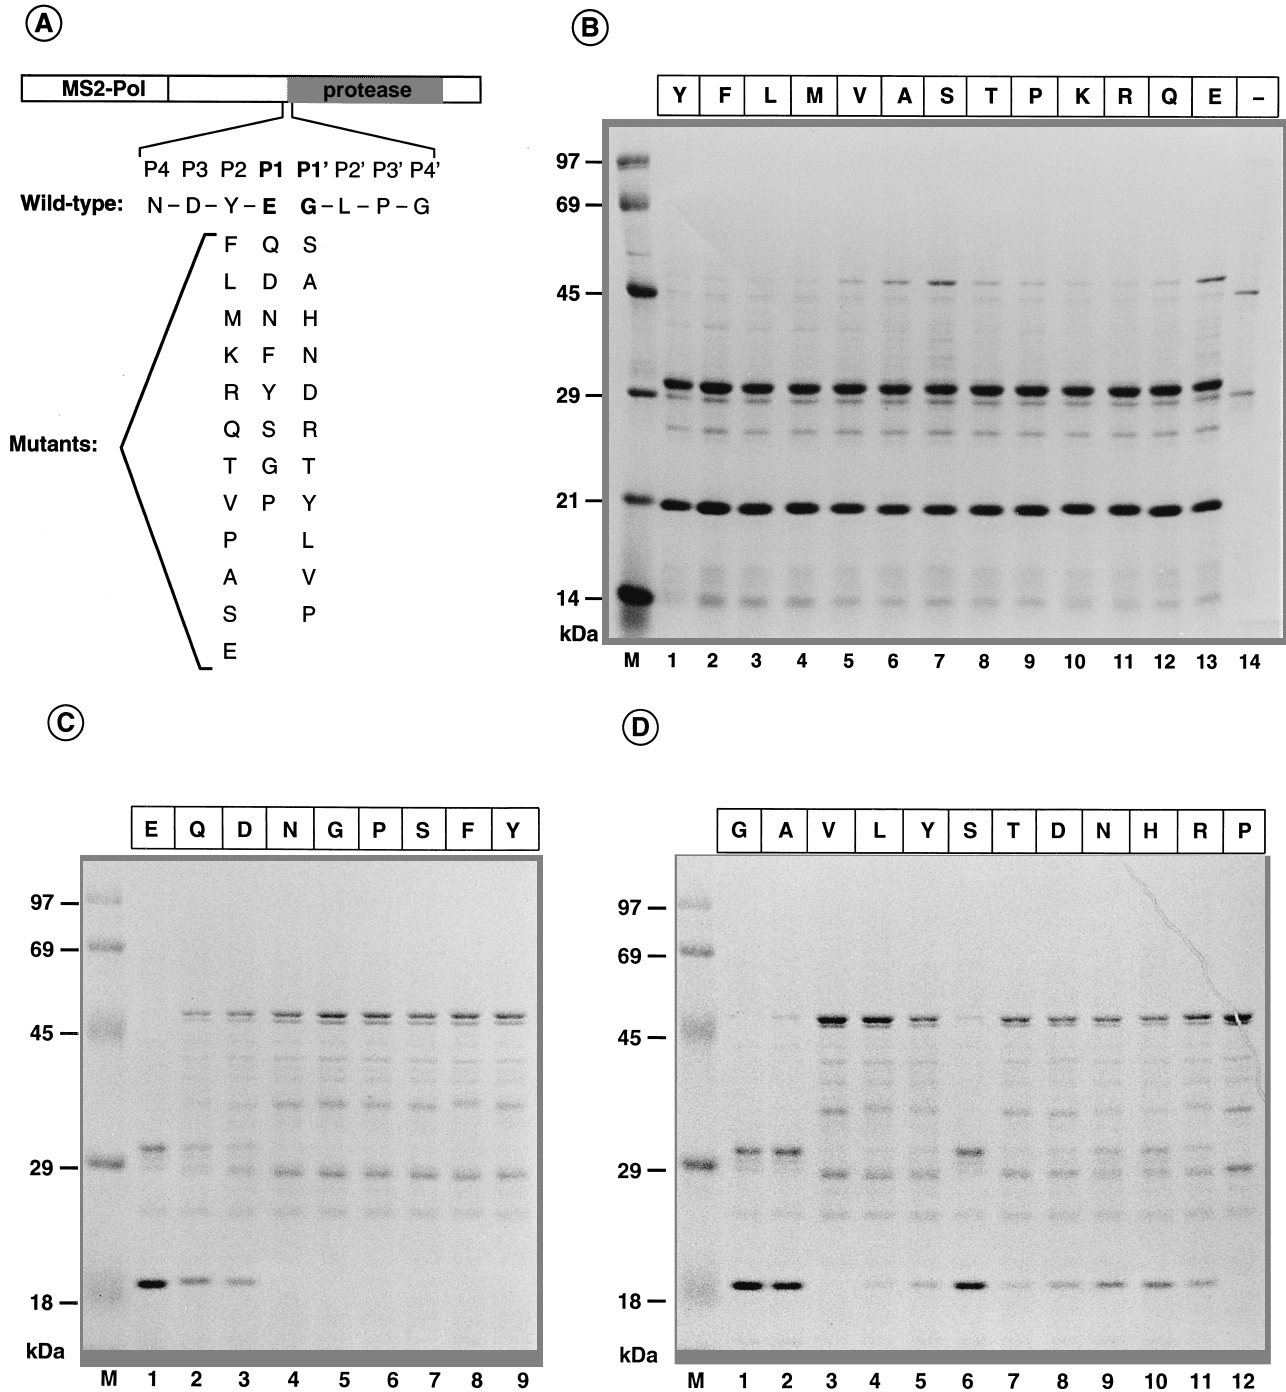 A
MS2-Pol protease
P4 P3 P2 P1 P1' P2' P3' P4'
Wild-type: N – D – Y – E G – L – P – G
F Q S
L D A
M N H
K F N
R Y D
Q S R
T G T
V P Y
P L
A V
S P
E
Mutants:
B
Y F L M V A S T P K R Q E –
97
69
45
29
21
14
kDa
M 1 2 3 4 5 6 7 8 9 10 11 12 13 14
C
E Q D N G P S F Y
97
69
45
29
18
kDa
M 1 2 3 4 5 6 7 8 9
D
G A V L Y S T D N H R P
97
69
45
29
18
kDa
M 1 2 3 4 5 6 7 8 9 10 11 12